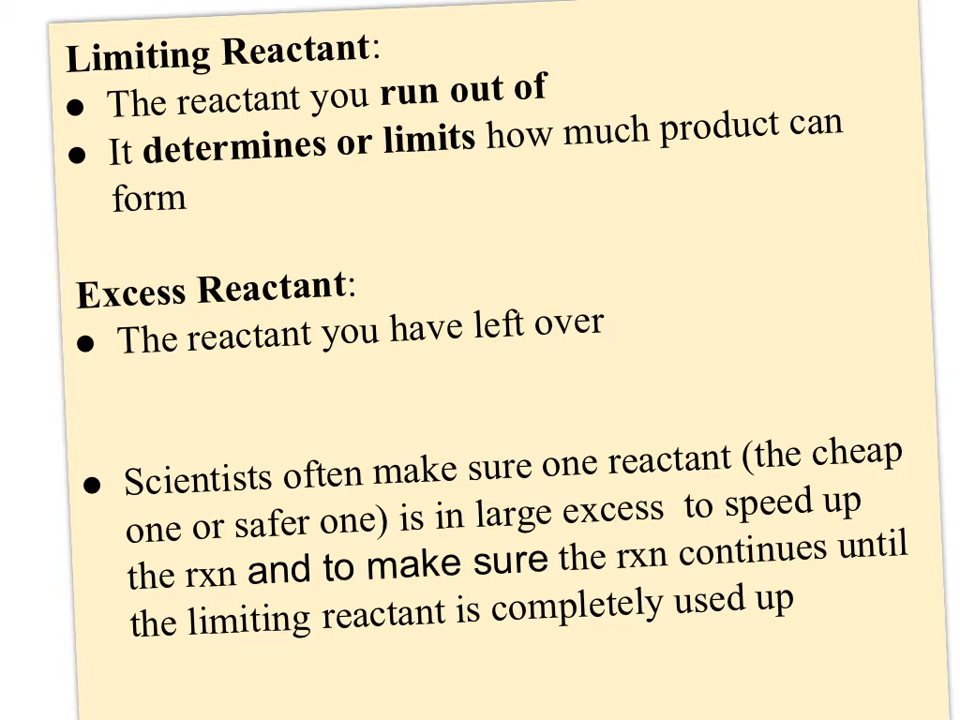 Limiting Reactant:
● The reactant you run out of
● It determines or limits how much product can
form
Excess Reactant:
● The reactant you have left over
● Scientists often make sure one reactant (the cheap
one or safer one) is in large excess to speed up
the rxn and to make sure the rxn continues until
the limiting reactant is completely used up